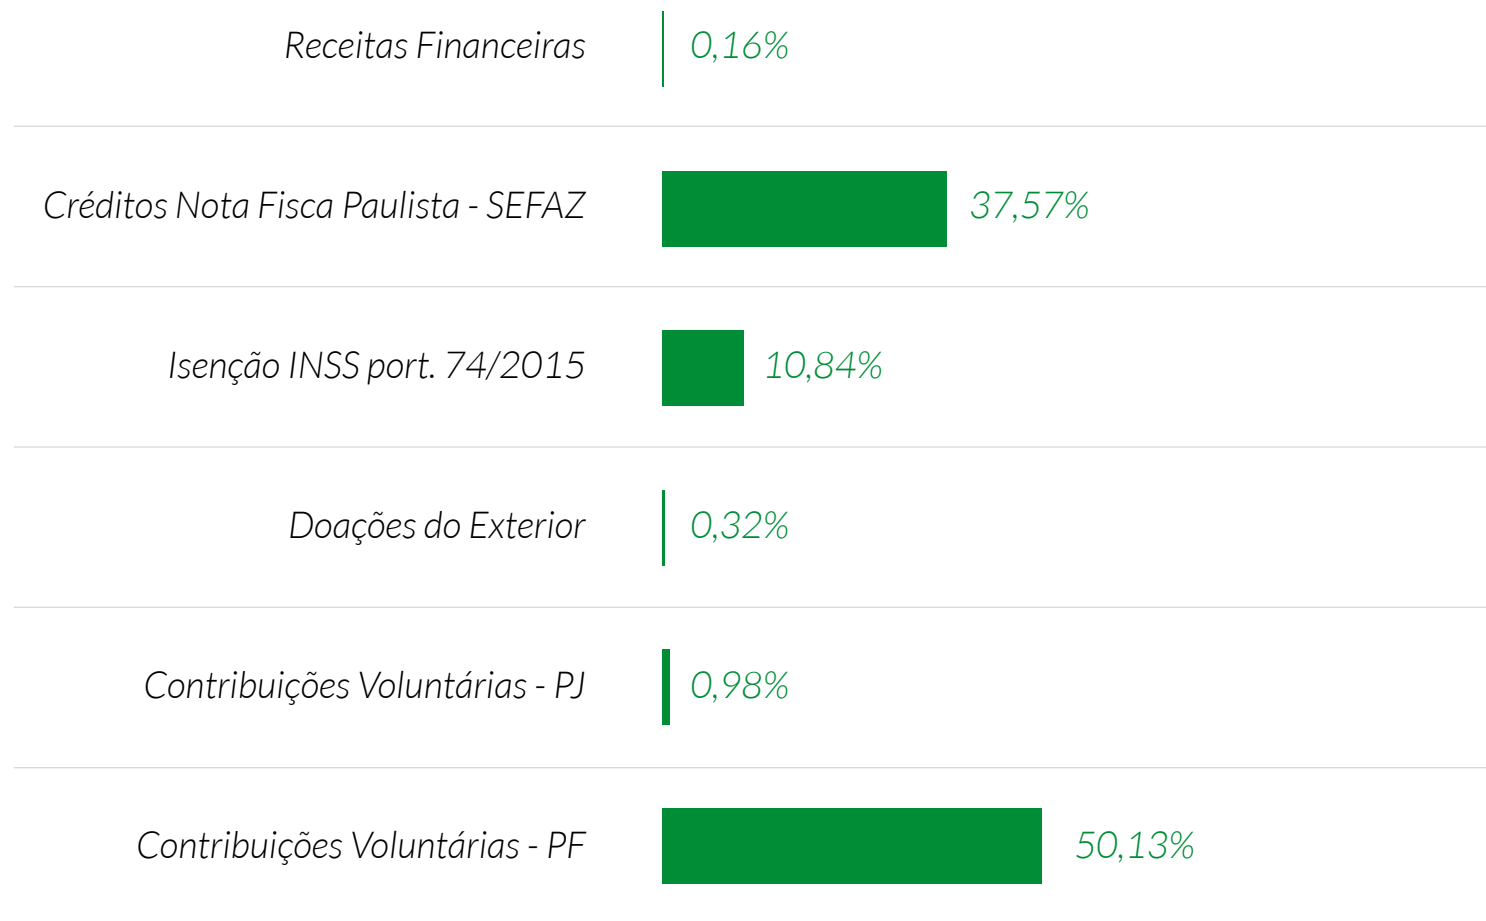 Receitas Financeiras 0,16%
Créditos Nota Fisca Paulista - SEFAZ 37,57%
Isenção INSS port. 74/2015 10,84%
Doações do Exterior 0,32%
Contribuições Voluntárias - PJ 0,98%
Contribuições Voluntárias - PF 50,13%